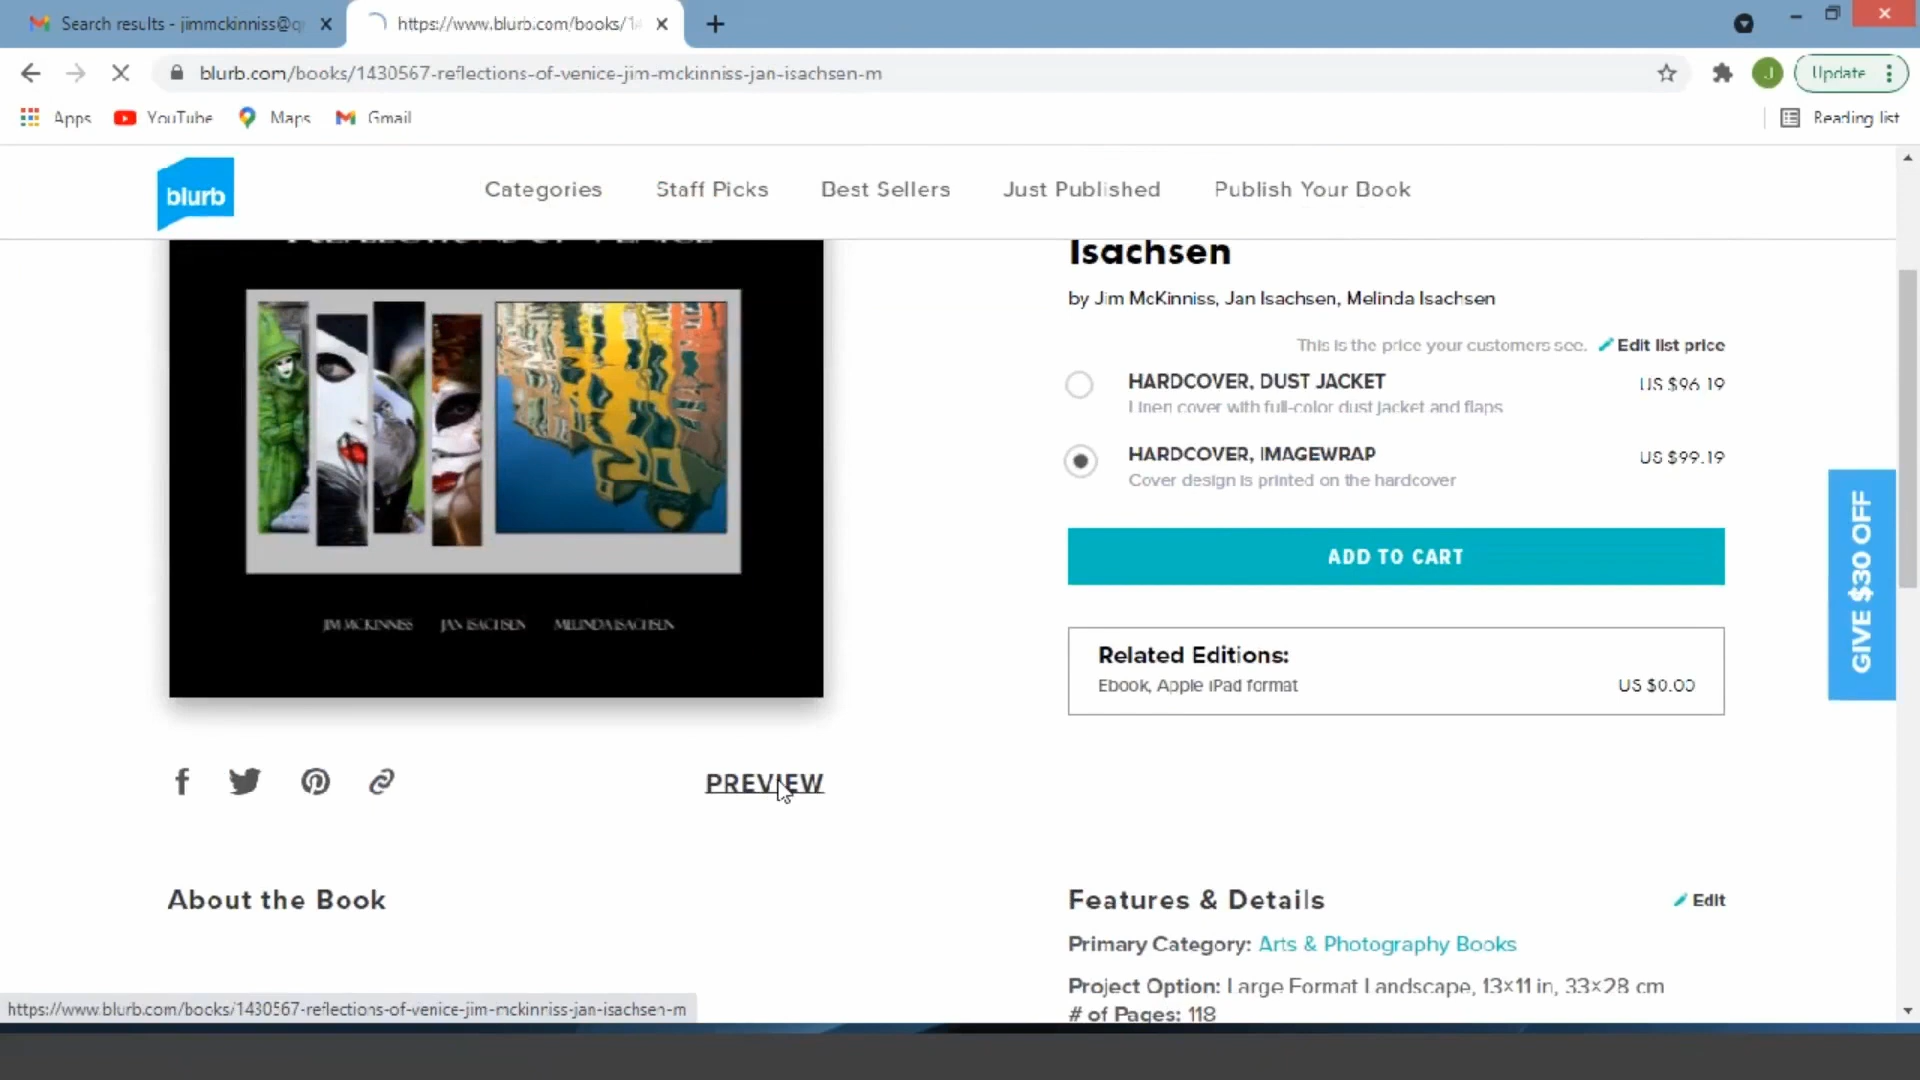 Search results - jimmckinniss@q
https://www.blurb.com/books/1
blurb.com/books/1430567-reflections-of-venice-jim-mckinniss-jan-isachsen-m
J
Update
Apps
YouTube
Maps
Gmail
Reading list
blurb
Categories
Staff Picks
Best Sellers
Just Published
Publish Your Book
REFLECTIONS OF VENICE
JIM MCKINNISS JAN ISACHSEN MELINDA ISACHSEN
Isachsen
by Jim McKinniss, Jan Isachsen, Melinda Isachsen
This is the price your customers see. Edit list price
HARDCOVER, DUST JACKET US $96.19
Linen cover with full-color dust jacket and flaps
HARDCOVER, IMAGEWRAP US $99.19
Cover design is printed on the hardcover
ADD TO CART
Related Editions:
Ebook, Apple iPad format US $0.00
GIVE $30 OFF
PREVIEW
About the Book
Features & Details Edit
Primary Category: Arts & Photography Books
Project Option: Large Format Landscape, 13×11 in, 33×28 cm
# of Pages: 118
https://www.blurb.com/books/1430567-reflections-of-venice-jim-mckinniss-jan-isachsen-m